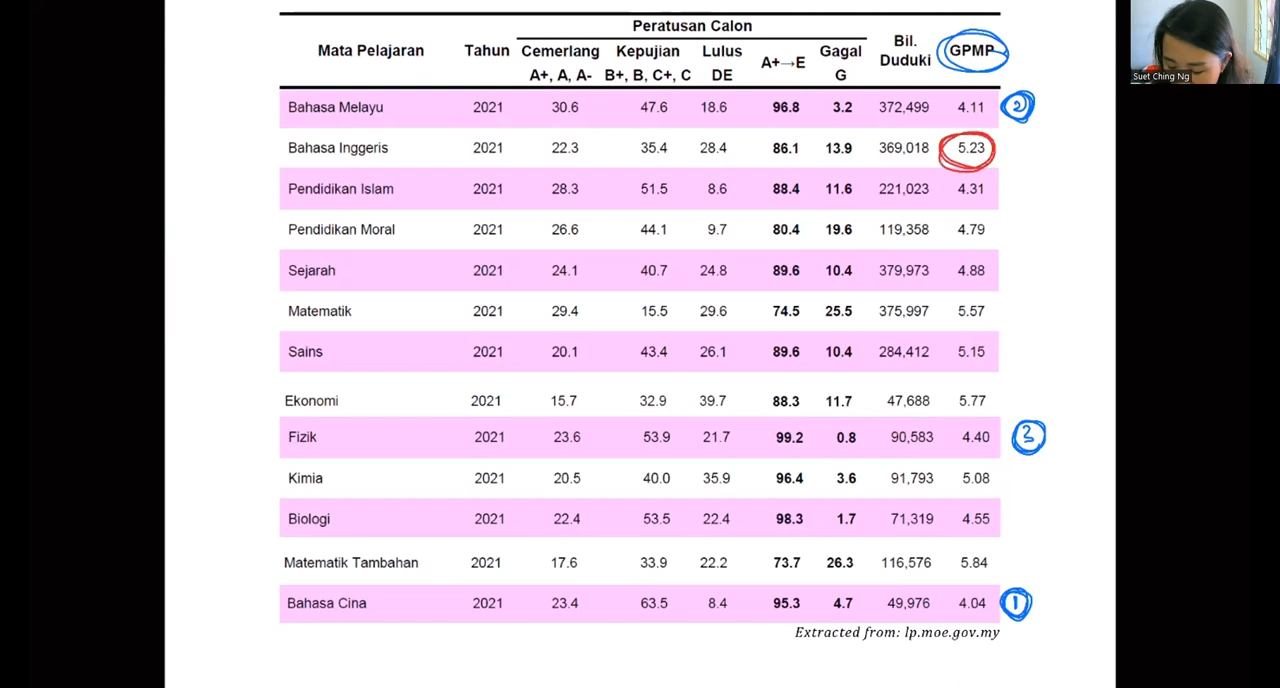 Mata Pelajaran Tahun Peratusan Calon Bil. Duduki GPMP
Cemerlang Kepujian Lulus A+→E Gagal
A+, A, A- B+, B, C+, C DE G
Bahasa Melayu 2021 30.6 47.6 18.6 96.8 3.2 372,499 4.11 2
Bahasa Inggeris 2021 22.3 35.4 28.4 86.1 13.9 369,018 5.23
Pendidikan Islam 2021 28.3 51.5 8.6 88.4 11.6 221,023 4.31
Pendidikan Moral 2021 26.6 44.1 9.7 80.4 19.6 119,358 4.79
Sejarah 2021 24.1 40.7 24.8 89.6 10.4 379,973 4.88
Matematik 2021 29.4 15.5 29.6 74.5 25.5 375,997 5.57
Sains 2021 20.1 43.4 26.1 89.6 10.4 284,412 5.15
Ekonomi 2021 15.7 32.9 39.7 88.3 11.7 47,688 5.77
Fizik 2021 23.6 53.9 21.7 99.2 0.8 90,583 4.40 3
Kimia 2021 20.5 40.0 35.9 96.4 3.6 91,793 5.08
Biologi 2021 22.4 53.5 22.4 98.3 1.7 71,319 4.55
Matematik Tambahan 2021 17.6 33.9 22.2 73.7 26.3 116,576 5.84
Bahasa Cina 2021 23.4 63.5 8.4 95.3 4.7 49,976 4.04 1
Extracted from: lp.moe.gov.my
Suet Ching Ng